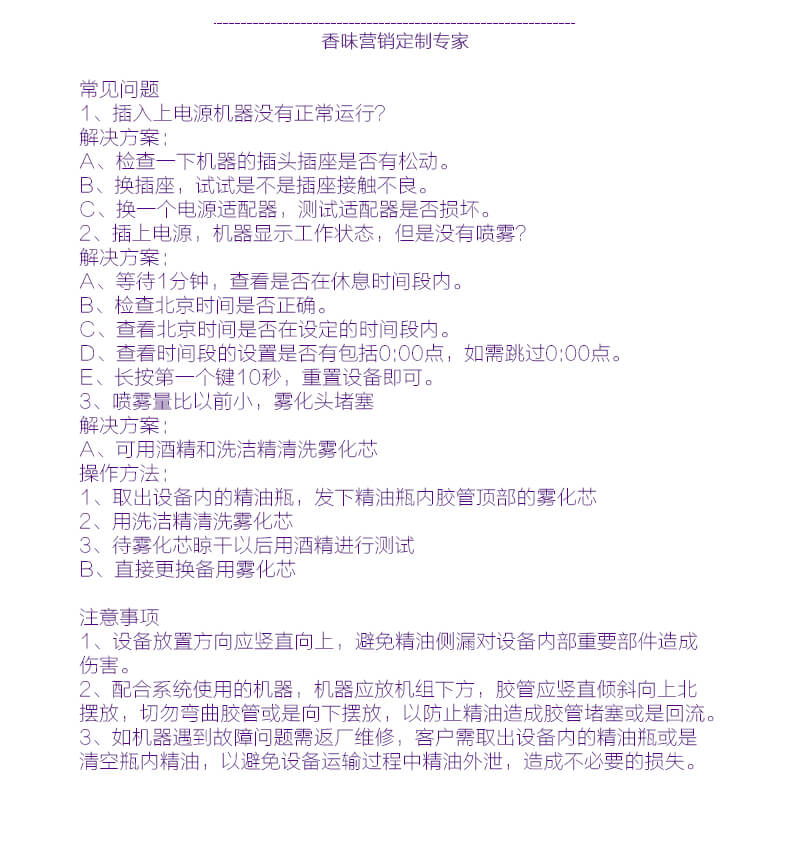 香味营销定制专家
常见问题
1、插入上电源机器没有正常运行?
解决方案;
A、检查一下机器的插头插座是否有松动。
B、换插座，试试是不是插座接触不良。
C、换一个电源适配器，测试适配器是否损坏。
2、插上电源，机器显示工作状态，但是没有喷雾?
解决方案;
A、等待1分钟，查看是否在休息时间段内。
B、检查北京时间是否正确。
C、查看北京时间是否在设定的时间段内。
D、查看时间段的设置是否有包括0;00点，如需跳过0;00点。
E、长按第一个键10秒，重置设备即可。
3、喷雾量比以前小，雾化头堵塞
解决方案;
A、可用酒精和洗洁精清洗雾化芯
操作方法;
1、取出设备内的精油瓶，发下精油瓶内胶管顶部的雾化芯
2、用洗洁精清洗雾化芯
3、待雾化芯晾干以后用酒精进行测试
B、直接更换备用雾化芯
注意事项
1、设备放置方向应竖直向上，避免精油侧漏对设备内部重要部件造成
伤害。
2、配合系统使用的机器，机器应放机组下方，胶管应竖直倾斜向上北
摆放，切勿弯曲胶管或是向下摆放，以防止精油造成胶管堵塞或是回流。
3、如机器遇到故障问题需返厂维修，客户需取出设备内的精油瓶或是
清空瓶内精油，以避免设备运输过程中精油外泄，造成不必要的损失。